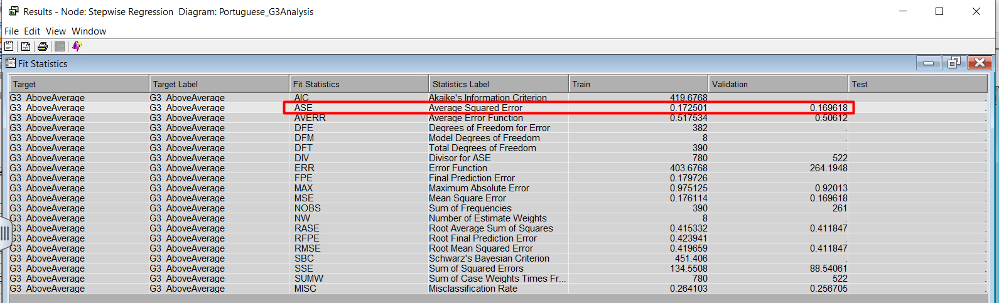 Results - Node: Stepwise Regression Diagram: Portuguese_G3Analysis
File Edit View Window
Fit Statistics
Target Target Label Fit Statistics Statistics Label Train Validation Test
G3 AboveAverage G3 AboveAverage AIC Akaike's Information Criterion 419.6768 . .
G3 AboveAverage G3 AboveAverage ASE Average Squared Error 0.172501 0.169618 .
G3 AboveAverage G3 AboveAverage AVERR Average Error Function 0.517534 0.50612 .
G3 AboveAverage G3 AboveAverage DFE Degrees of Freedom for Error 382 . .
G3 AboveAverage G3 AboveAverage DFM Model Degrees of Freedom 8 . .
G3 AboveAverage G3 AboveAverage DFT Total Degrees of Freedom 390 . .
G3 AboveAverage G3 AboveAverage DIV Divisor for ASE 780 522 .
G3 AboveAverage G3 AboveAverage ERR Error Function 403.6768 264.1948 .
G3 AboveAverage G3 AboveAverage FPE Final Prediction Error 0.179726 . .
G3 AboveAverage G3 AboveAverage MAX Maximum Absolute Error 0.975125 0.92013 .
G3 AboveAverage G3 AboveAverage MSE Mean Square Error 0.176114 0.169618 .
G3 AboveAverage G3 AboveAverage NOBS Sum of Frequencies 390 261 .
G3 AboveAverage G3 AboveAverage NW Number of Estimate Weights 8 . .
G3 AboveAverage G3 AboveAverage RASE Root Average Sum of Squares 0.415332 0.411847 .
G3 AboveAverage G3 AboveAverage RFPE Root Final Prediction Error 0.423941 . .
G3 AboveAverage G3 AboveAverage RMSE Root Mean Squared Error 0.419659 0.411847 .
G3 AboveAverage G3 AboveAverage SBC Schwarz's Bayesian Criterion 451.406 . .
G3 AboveAverage G3 AboveAverage SSE Sum of Squared Errors 134.5508 88.54061 .
G3 AboveAverage G3 AboveAverage SUMW Sum of Case Weights Times Fr... 780 522 .
G3 AboveAverage G3 AboveAverage MISC Misclassification Rate 0.264103 0.256705 .